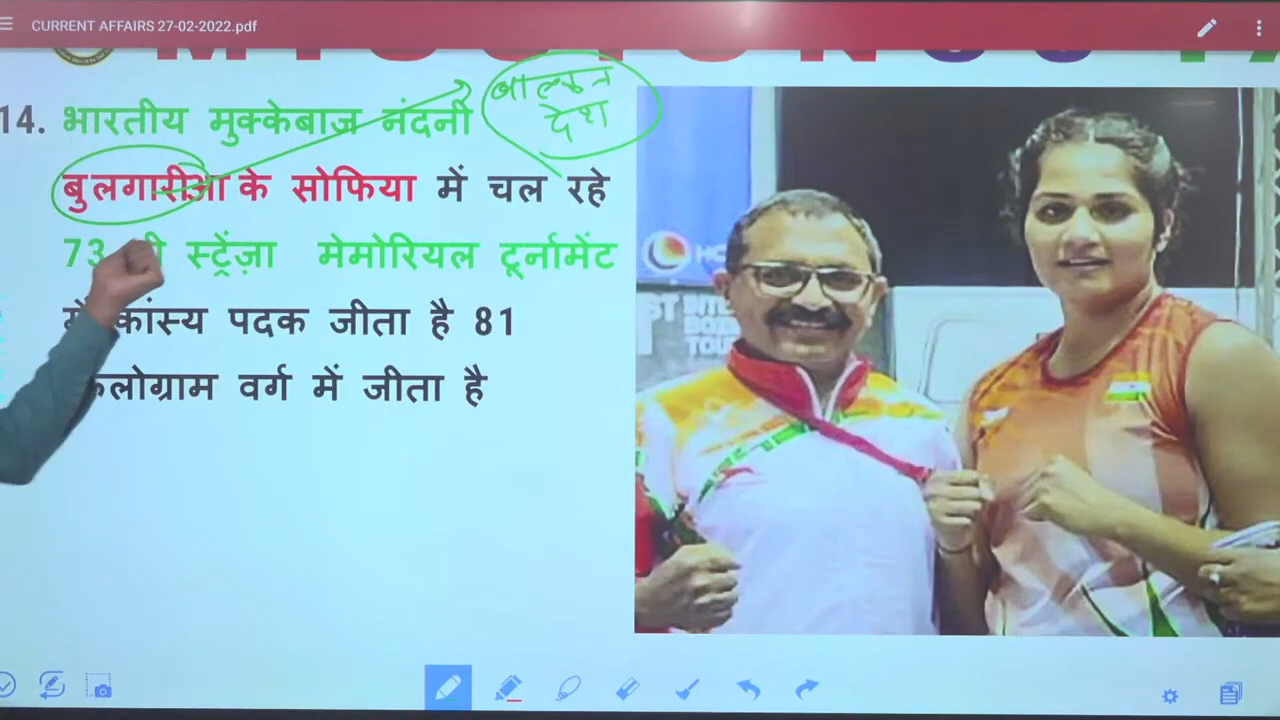 CURRENT AFFAIRS 27-02-2022.pdf
14. भारतीय मुक्केबाज़ नंदनी
बाल्कन
देश
बुलगारीआ के सोफिया में चल रहे
73 स्ट्रेंज़ा मेमोरियल टूर्नामेंट
कांस्य पदक जीता है 81
वर्ग में जीता है